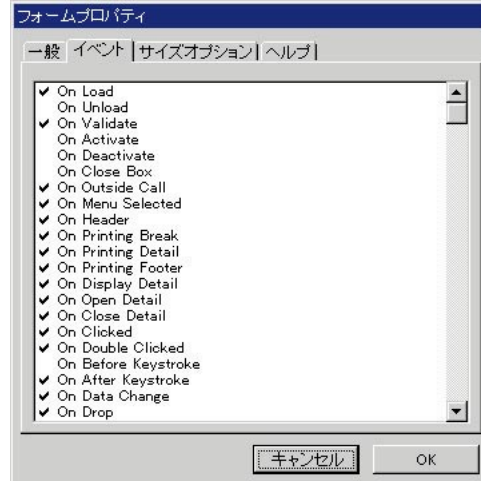 フォームプロパティ
一般 イベント サイズオプション ヘルプ
On Load
On Unload
On Validate
On Activate
On Deactivate
On Close Box
On Outside Call
On Menu Selected
On Header
On Printing Break
On Printing Detail
On Printing Footer
On Display Detail
On Open Detail
On Close Detail
On Clicked
On Double Clicked
On Before Keystroke
On After Keystroke
On Data Change
On Drop
キャンセル OK